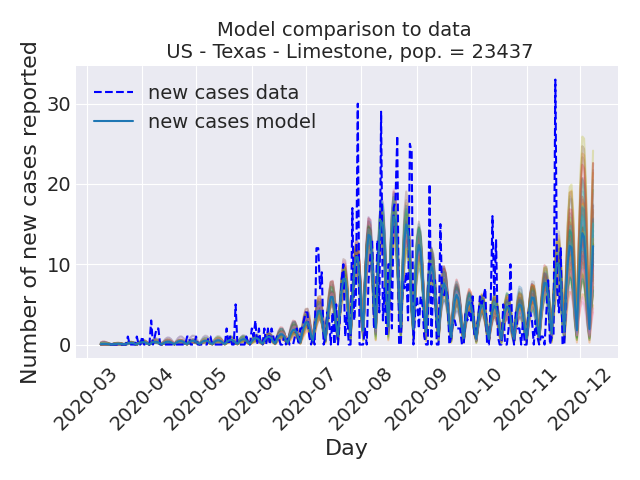 Model comparison to data
US - Texas - Limestone, pop. = 23437
Number of new cases reported
30
20
10
0
new cases data
new cases model
2020-03
2020-04
2020-05
2020-06
2020-07
2020-08
2020-09
2020-10
2020-11
2020-12
Day